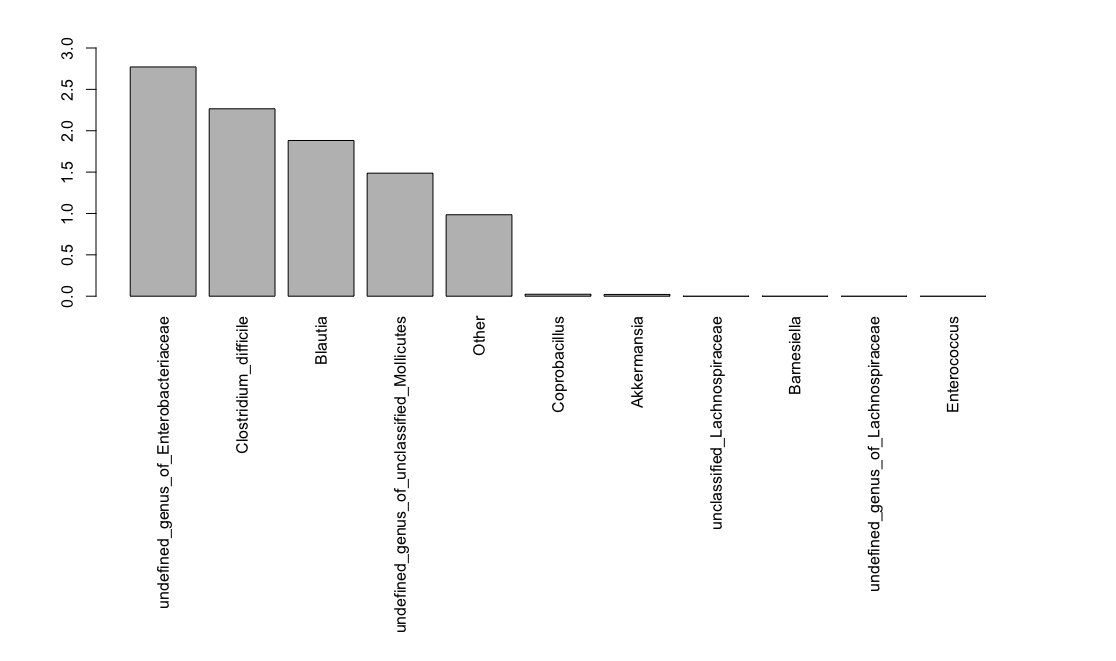 3.0
2.5
2.0
1.5
1.0
0.5
0.0
undefined_genus_of_Enterobacteriaceae
Clostridium_difficile
Blautia
undefined_genus_of_unclassified_Mollicutes
Other
Coprobacillus
Akkermansia
unclassified_Lachnospiraceae
Barnesiella
undefined_genus_of_Lachnospiraceae
Enterococcus